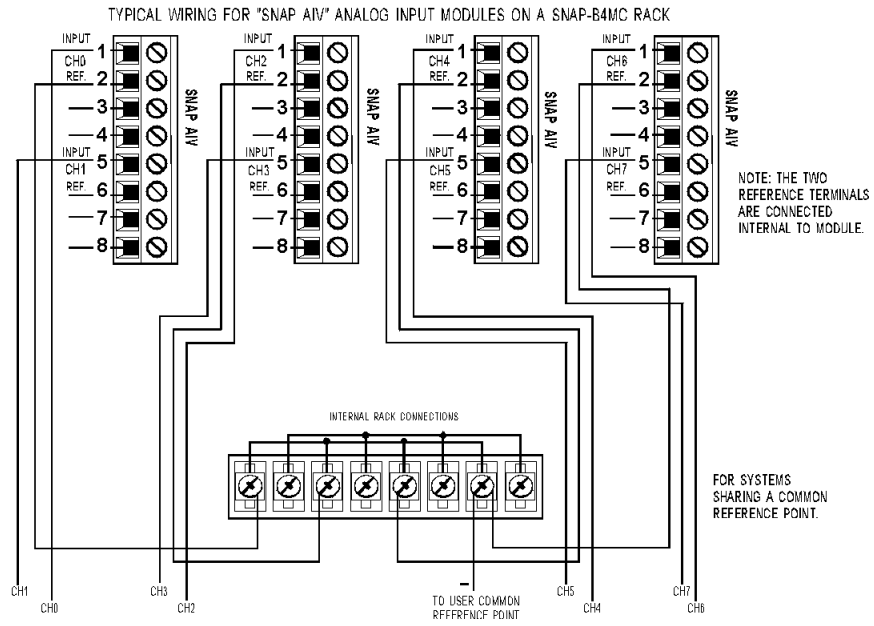 TYPICAL WIRING FOR "SNAP AIV" ANALOG INPUT MODULES ON A SNAP-B4MC RACK
INPUT 1
CH0
REF. 2
3
4
INPUT 5
CH1
REF. 6
7
8
SNAP AIV
INPUT 1
CH2
REF. 2
3
4
INPUT 5
CH3
REF. 6
7
8
SNAP AIV
INPUT 1
CH4
REF. 2
3
4
INPUT 5
CH5
REF. 6
7
8
SNAP AIV
INPUT 1
CH6
REF. 2
3
4
INPUT 5
CH7
REF. 6
7
8
SNAP AIV
NOTE: THE TWO
REFERENCE TERMINALS
ARE CONNECTED
INTERNAL TO MODULE.
INTERNAL RACK CONNECTIONS
FOR SYSTEMS
SHARING A COMMON
REFERENCE POINT.
CH1
CH0
CH3
CH2
–
TO USER COMMON
REFERENCE POINT
CH5
CH4
CH7
CH6